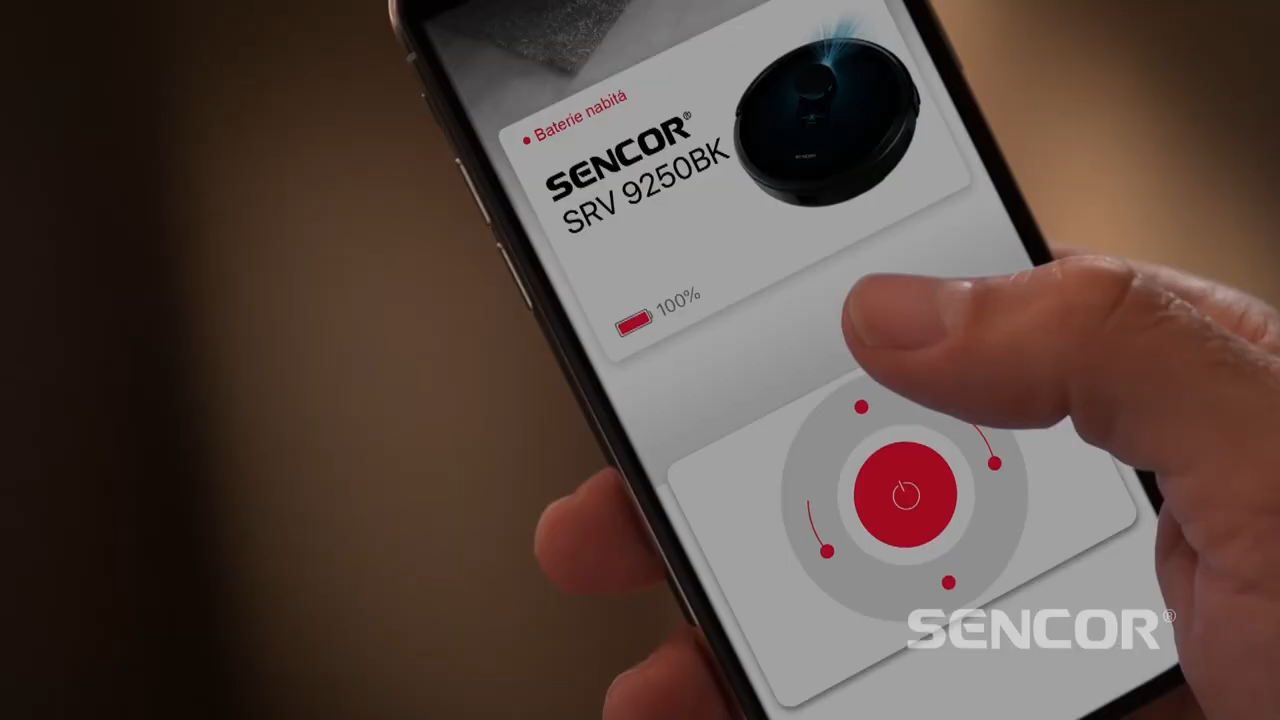 Baterie nabitá
SENCOR®
SRV 9250BK
100%
SENCOR®